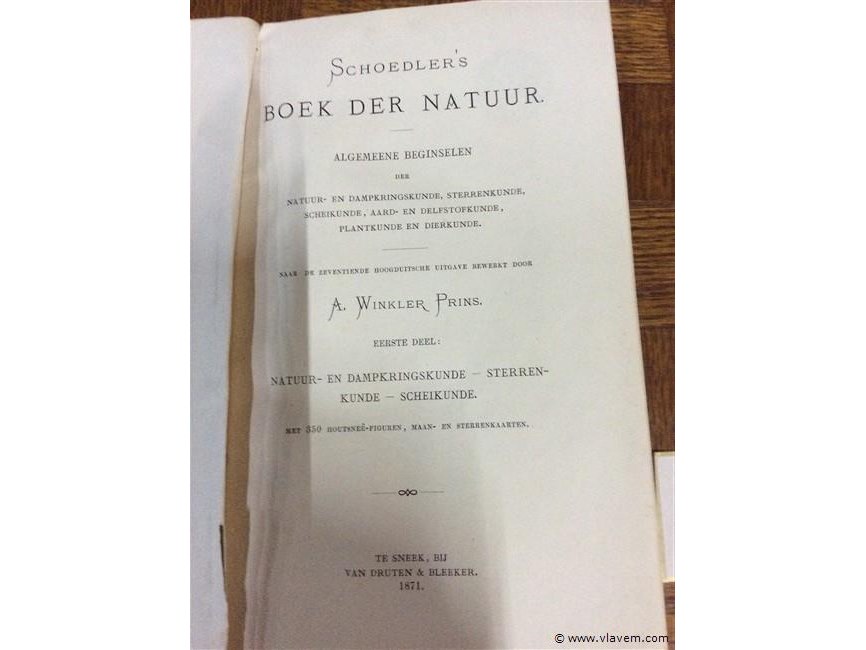 SCHOEDLER'S
BOEK DER NATUUR.
ALGEMEENE BEGINSELEN
DER
NATUUR- EN DAMPKRINGSKUNDE, STERRENKUNDE,
SCHEIKUNDE, AARD- EN DELFSTOFKUNDE,
PLANTKUNDE EN DIERKUNDE.
NAAR DE ZEVENTIENDE HOOGDUITSCHE UITGAVE BEWERKT DOOR
A. WINKLER PRINS.
EERSTE DEEL:
NATUUR- EN DAMPKRINGSKUNDE — STERREN-
KUNDE — SCHEIKUNDE.
MET 350 HOUTSNEÊ-FIGUREN, MAAN- EN STERRENKAARTEN.
TE SNEEK, BIJ
VAN DRUTEN & BLEEKER.
1871.
© www.vlavem.com